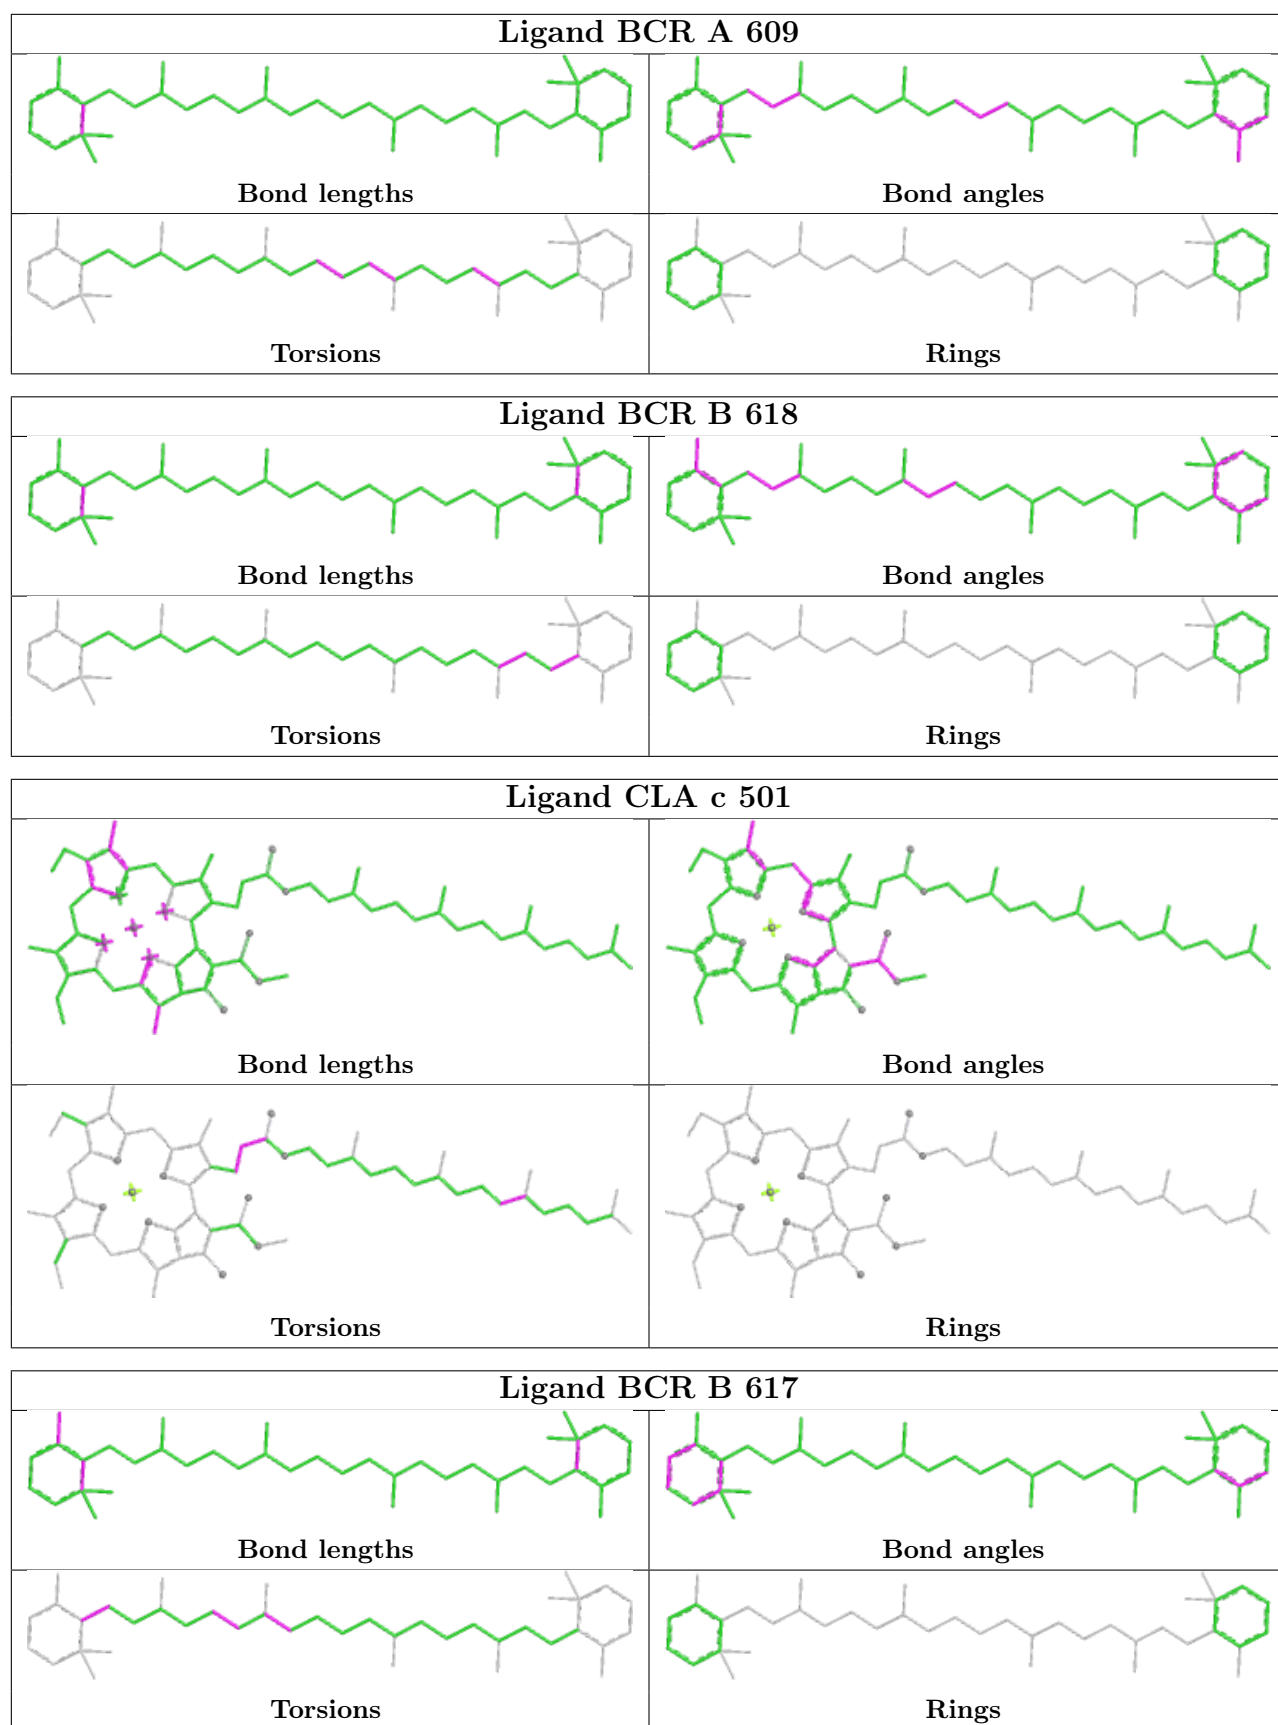 Ligand BCR A 609
Bond lengths
Bond angles
Torsions
Rings
Ligand BCR B 618
Bond lengths
Bond angles
Torsions
Rings
Ligand CLA c 501
Bond lengths
Bond angles
Torsions
Rings
Ligand BCR B 617
Bond lengths
Bond angles
Torsions
Rings